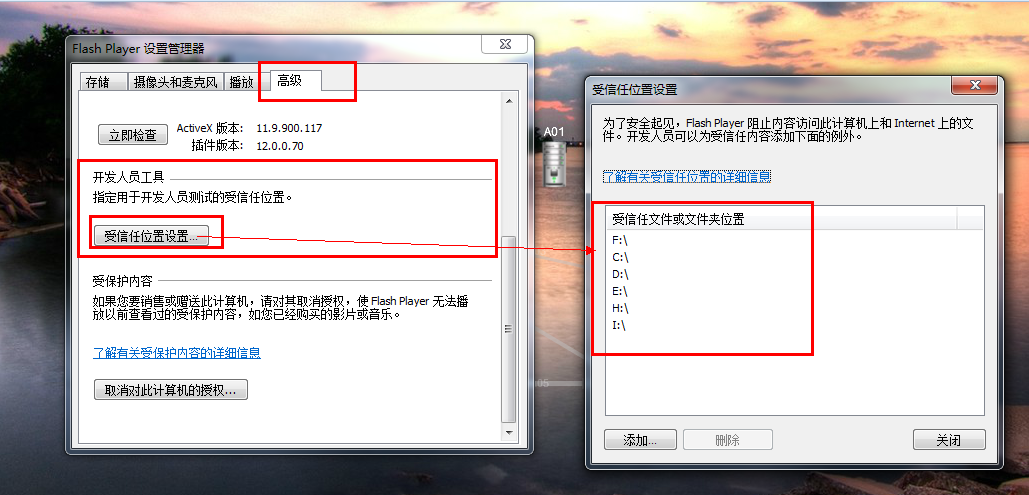 Flash Player 设置管理器
存储
摄像头和麦克风
播放
高级
立即检查
ActiveX 版本: 11.9.900.117
插件版本: 12.0.0.70
开发人员工具
指定用于开发人员测试的受信任位置。
受信任位置设置...
受保护内容
如果您要销售或赠送此计算机，请对其取消授权，使 Flash Player 无法播
放以前查看过的受保护内容，如您已经购买的影片或音乐。
了解有关受保护内容的详细信息
取消对此计算机的授权...
A01
05
受信任位置设置
为了安全起见，Flash Player 阻止内容访问此计算机上和 Internet 上的文
件。开发人员可以为受信任内容添加下面的例外。
了解有关受信任位置的详细信息
受信任文件或文件夹位置
F:\
C:\
D:\
E:\
H:\
I:\
添加...
删除
关闭